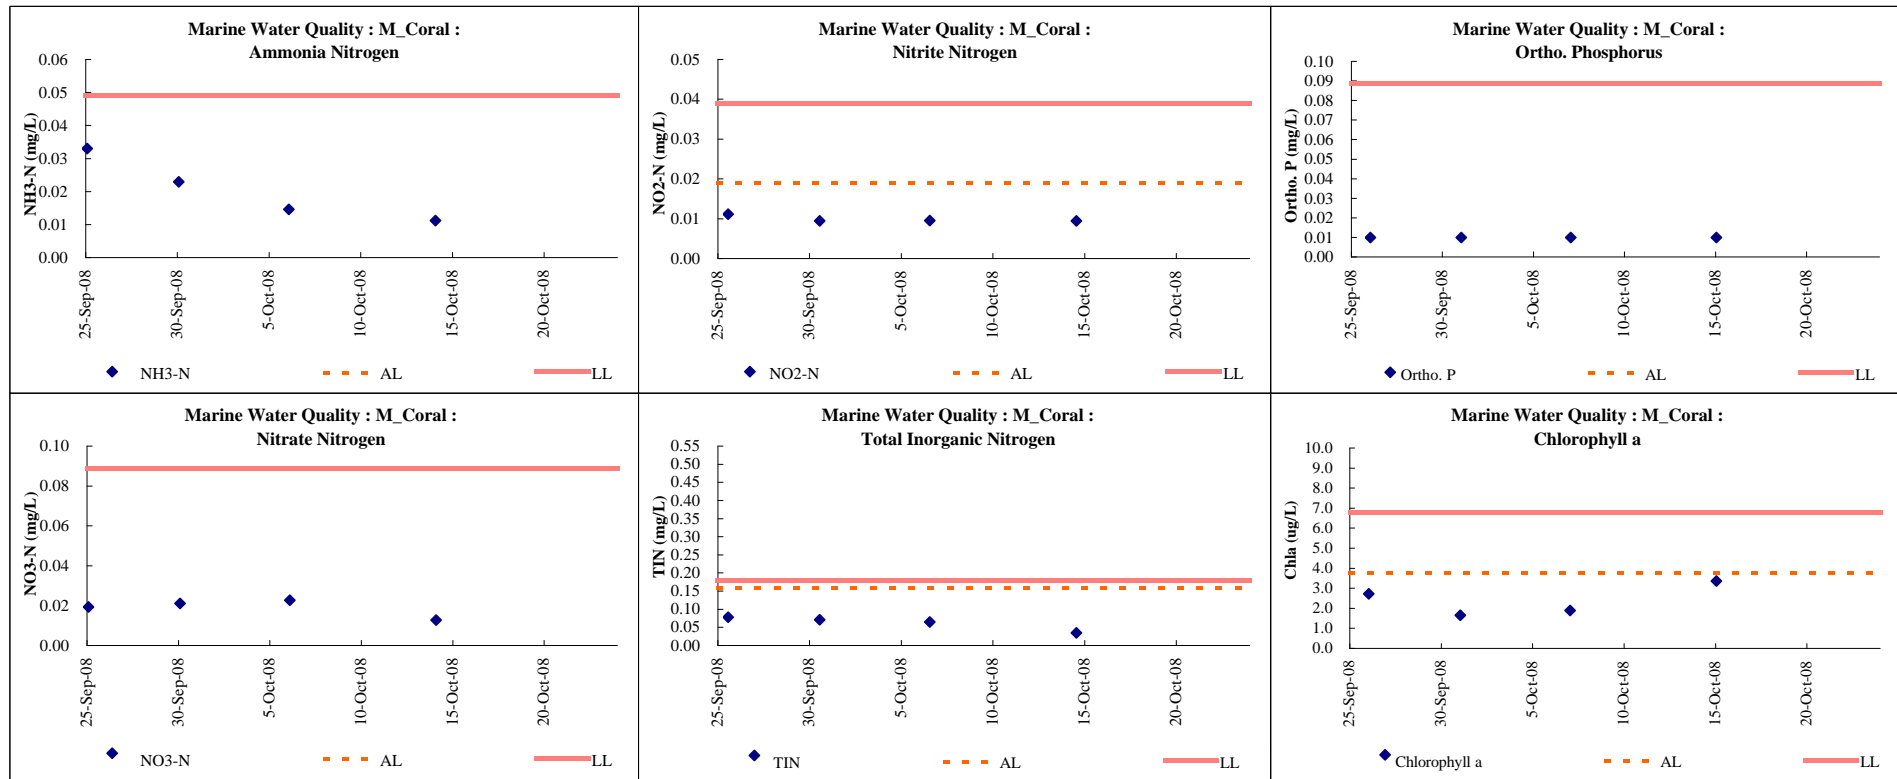 Marine Water Quality : M_Coral :
Ammonia Nitrogen
NH3-N (mg/L)
0.06
0.05
0.04
0.03
0.02
0.01
0.00
25-Sep-08
30-Sep-08
5-Oct-08
10-Oct-08
15-Oct-08
20-Oct-08
NH3-N
AL
LL
Marine Water Quality : M_Coral :
Nitrite Nitrogen
NO2-N (mg/L)
0.05
0.04
0.03
0.02
0.01
0.00
25-Sep-08
30-Sep-08
5-Oct-08
10-Oct-08
15-Oct-08
20-Oct-08
NO2-N
AL
LL
Marine Water Quality : M_Coral :
Ortho. Phosphorus
Ortho. P (mg/L)
0.10
0.09
0.08
0.07
0.06
0.05
0.04
0.03
0.02
0.01
0.00
25-Sep-08
30-Sep-08
5-Oct-08
10-Oct-08
15-Oct-08
20-Oct-08
Ortho. P
AL
LL
Marine Water Quality : M_Coral :
Nitrate Nitrogen
NO3-N (mg/L)
0.10
0.08
0.06
0.04
0.02
0.00
25-Sep-08
30-Sep-08
5-Oct-08
10-Oct-08
15-Oct-08
20-Oct-08
NO3-N
AL
LL
Marine Water Quality : M_Coral :
Total Inorganic Nitrogen
TIN (mg/L)
0.55
0.50
0.45
0.40
0.35
0.30
0.25
0.20
0.15
0.10
0.05
0.00
25-Sep-08
30-Sep-08
5-Oct-08
10-Oct-08
15-Oct-08
20-Oct-08
TIN
AL
LL
Marine Water Quality : M_Coral :
Chlorophyll a
Chla (ug/L)
10.0
9.0
8.0
7.0
6.0
5.0
4.0
3.0
2.0
1.0
0.0
25-Sep-08
30-Sep-08
5-Oct-08
10-Oct-08
15-Oct-08
20-Oct-08
Chlorophyll a
AL
LL